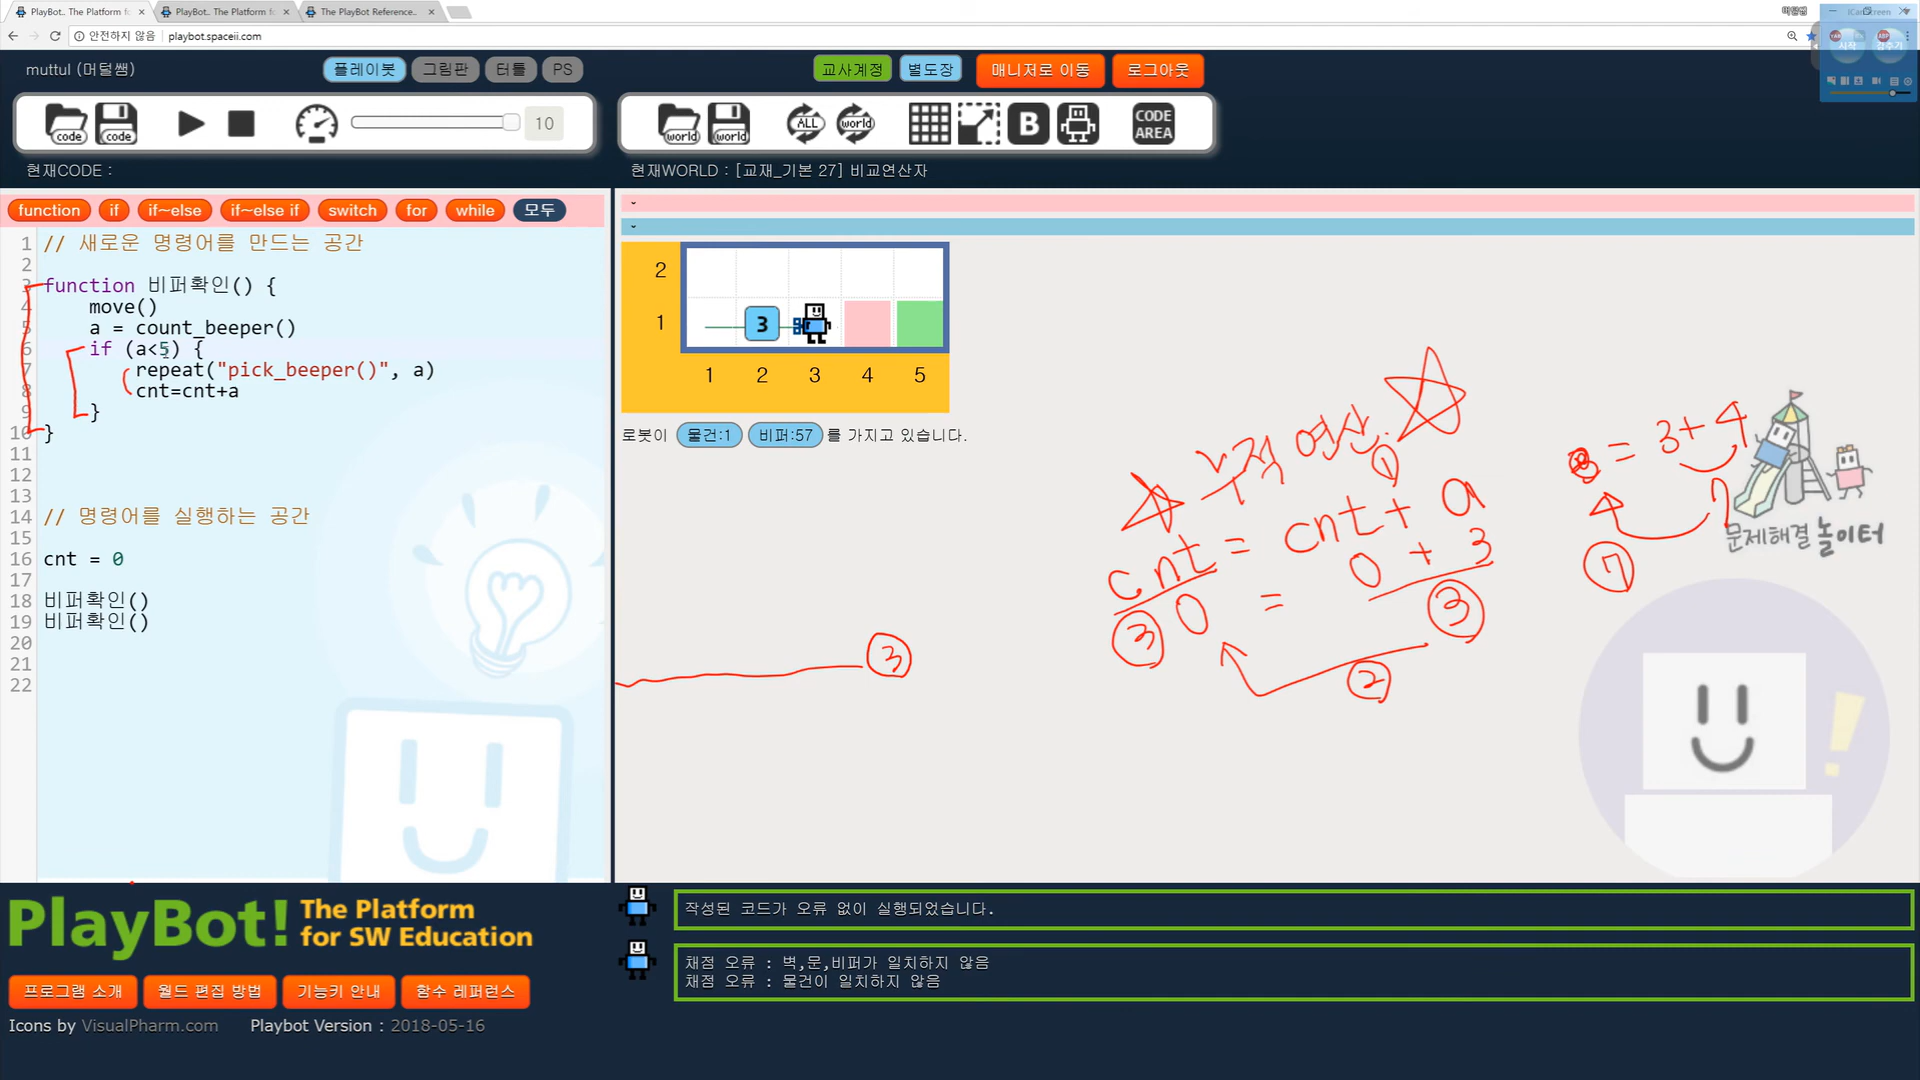 PlayBot.. The Platform fo
PlayBot.. The Platform fo
The PlayBot Reference..
머털쌤
안전하지 않음
playbot.spaceii.com
시작
감추기
muttul (머털쌤)
플레이봇
그림판
터틀
PS
교사계정
별도장
매니저로 이동
로그아웃
code
code
10
world
world
ALL
world
B
CODE
AREA
현재CODE :
현재WORLD : [교재_기본 27] 비교연산자
function
if
if~else
if~else if
switch
for
while
모두
1 // 새로운 명령어를 만드는 공간
2
3 function 비퍼확인() {
4 move()
5 a = count_beeper()
6 if (a<5) {
7 repeat("pick_beeper()", a)
8 cnt=cnt+a
9 }
10 }
11
12
13
14 // 명령어를 실행하는 공간
15
16 cnt = 0
17
18 비퍼확인()
19 비퍼확인()
20
21
22
2
1
3
1 2 3 4 5
로봇이 물건:1 비퍼:57 를 가지고 있습니다.
누적 연산.
①
cnt = cnt + a
③ 0 = 0 + 3
③
②
③
= 3+4
7
⑦
문제해결 놀이터
PlayBot! The Platform
for SW Education
프로그램 소개
월드 편집 방법
기능키 안내
함수 레퍼런스
Icons by VisualPharm.com
Playbot Version : 2018-05-16
작성된 코드가 오류 없이 실행되었습니다.
채점 오류 : 벽,문,비퍼가 일치하지 않음
채점 오류 : 물건이 일치하지 않음